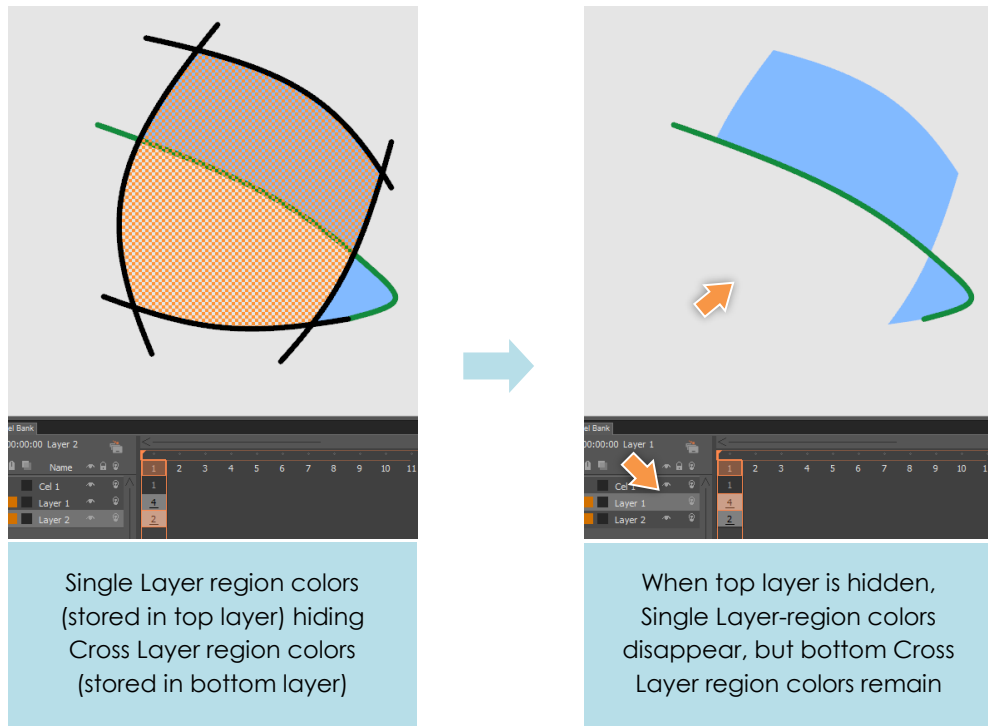 el Bank
00:00:00 Layer 2
Name 1 2 3 4 5 6 7 8 9 10 11
Cel 1 1
Layer 1 4
Layer 2 2
Single Layer region colors
(stored in top layer) hiding
Cross Layer region colors
(stored in bottom layer)
el Bank
00:00:00 Layer 1
1 2 3 4 5 6 7 8 9 10 1
Cel 1 1
Layer 1 4
Layer 2 2
When top layer is hidden,
Single Layer-region colors
disappear, but bottom Cross
Layer region colors remain